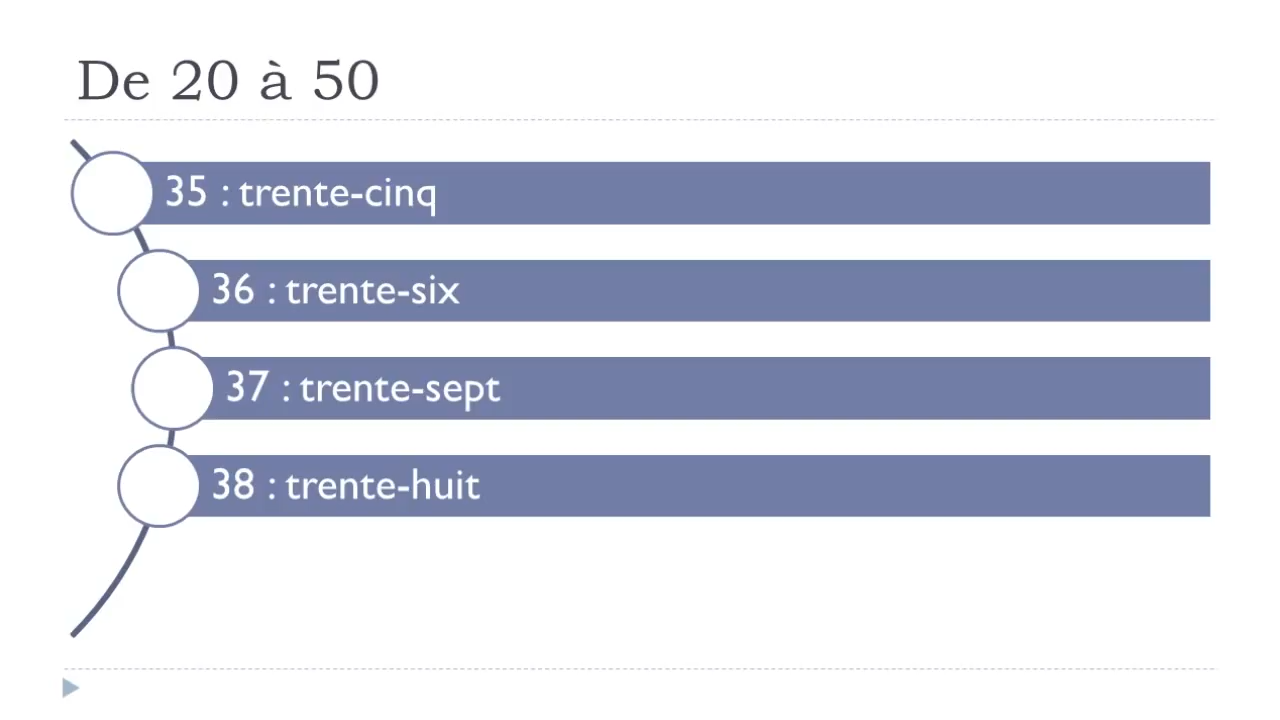 De 20 à 50
35 : trente-cinq
36 : trente-six
37 : trente-sept
38 : trente-huit